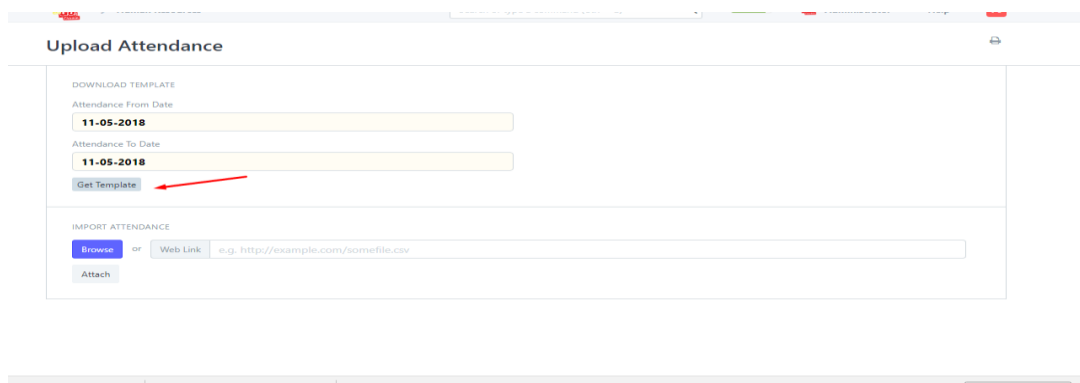 Upload Attendance
DOWNLOAD TEMPLATE
Attendance From Date
11-05-2018
Attendance To Date
11-05-2018
Get Template
IMPORT ATTENDANCE
Browse or Web Link e.g. http://example.com/somefile.csv
Attach